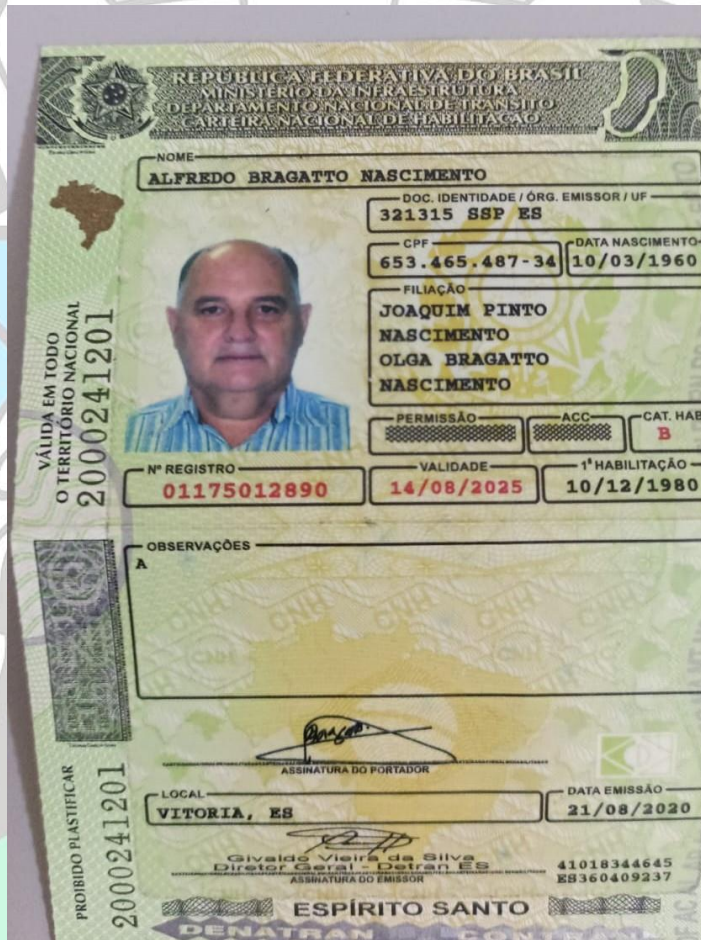 REPÚBLICA FEDERATIVA DO BRASIL
MINISTÉRIO DA INFRAESTRUTURA
DEPARTAMENTO NACIONAL DE TRÂNSITO
CARTEIRA NACIONAL DE HABILITAÇÃO
NOME
ALFREDO BRAGATTO NASCIMENTO
DOC. IDENTIDADE / ÓRG. EMISSOR / UF
321315 SSP ES
CPF
653.465.487-34
DATA NASCIMENTO
10/03/1960
FILIAÇÃO
JOAQUIM PINTO
NASCIMENTO
OLGA BRAGATTO
NASCIMENTO
PERMISSÃO
ACC
CAT. HAB
B
Nº REGISTRO
01175012890
VALIDADE
14/08/2025
1ª HABILITAÇÃO
10/12/1980
VÁLIDA EM TODO
O TERRITÓRIO NACIONAL
2000241201
OBSERVAÇÕES
A
ASSINATURA DO PORTADOR
LOCAL
VITORIA, ES
DATA EMISSÃO
21/08/2020
Givaldo Vieira da Silva
Diretor Geral - Detran ES
ASSINATURA DO EMISSOR
41018344645
ES360409237
PROIBIDO PLASTIFICAR
2000241201
ESPÍRITO SANTO
DENATRAN CONTRAN